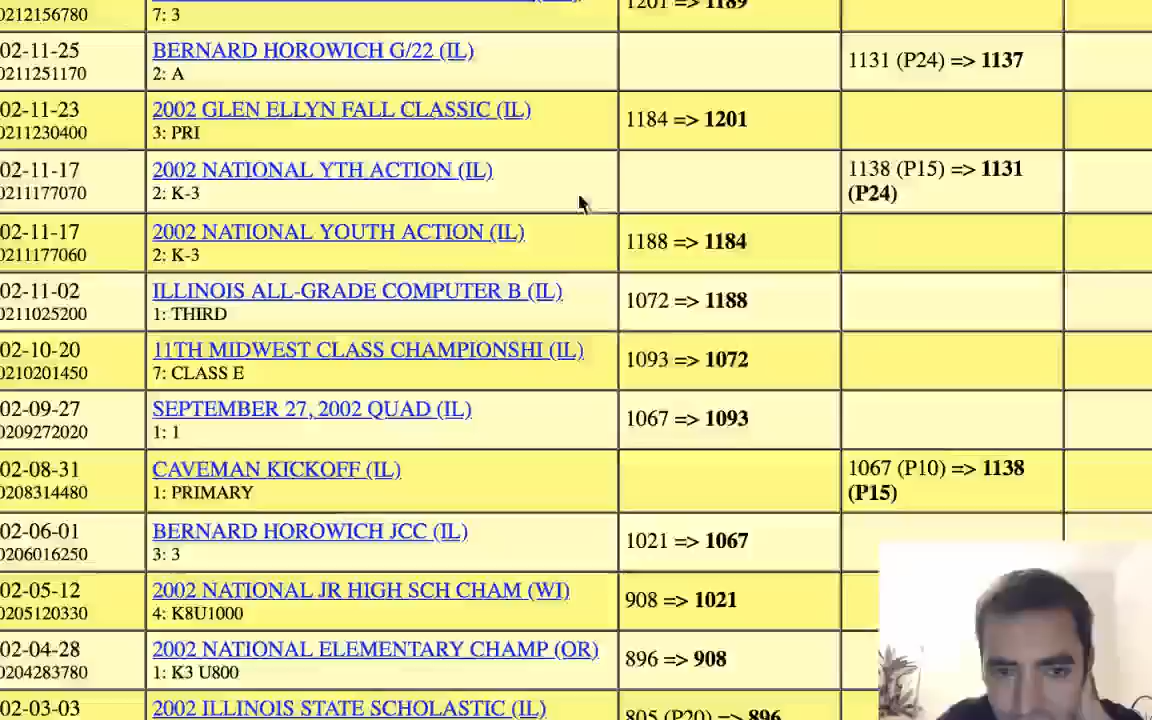 0212156780
7: 3
1201 => 1189
02-11-25
0211251170
BERNARD HOROWICH G/22 (IL)
2: A
1131 (P24) => 1137
02-11-23
0211230400
2002 GLEN ELLYN FALL CLASSIC (IL)
3: PRI
1184 => 1201
02-11-17
0211177070
2002 NATIONAL YTH ACTION (IL)
2: K-3
1138 (P15) => 1131
(P24)
02-11-17
0211177060
2002 NATIONAL YOUTH ACTION (IL)
2: K-3
1188 => 1184
02-11-02
0211025200
ILLINOIS ALL-GRADE COMPUTER B (IL)
1: THIRD
1072 => 1188
02-10-20
0210201450
11TH MIDWEST CLASS CHAMPIONSHI (IL)
7: CLASS E
1093 => 1072
02-09-27
0209272020
SEPTEMBER 27, 2002 QUAD (IL)
1: 1
1067 => 1093
02-08-31
0208314480
CAVEMAN KICKOFF (IL)
1: PRIMARY
1067 (P10) => 1138
(P15)
02-06-01
0206016250
BERNARD HOROWICH JCC (IL)
3: 3
1021 => 1067
02-05-12
0205120330
2002 NATIONAL JR HIGH SCH CHAM (WI)
4: K8U1000
908 => 1021
02-04-28
0204283780
2002 NATIONAL ELEMENTARY CHAMP (OR)
1: K3 U800
896 => 908
02-03-03
2002 ILLINOIS STATE SCHOLASTIC (IL)
805 (P20) => 896